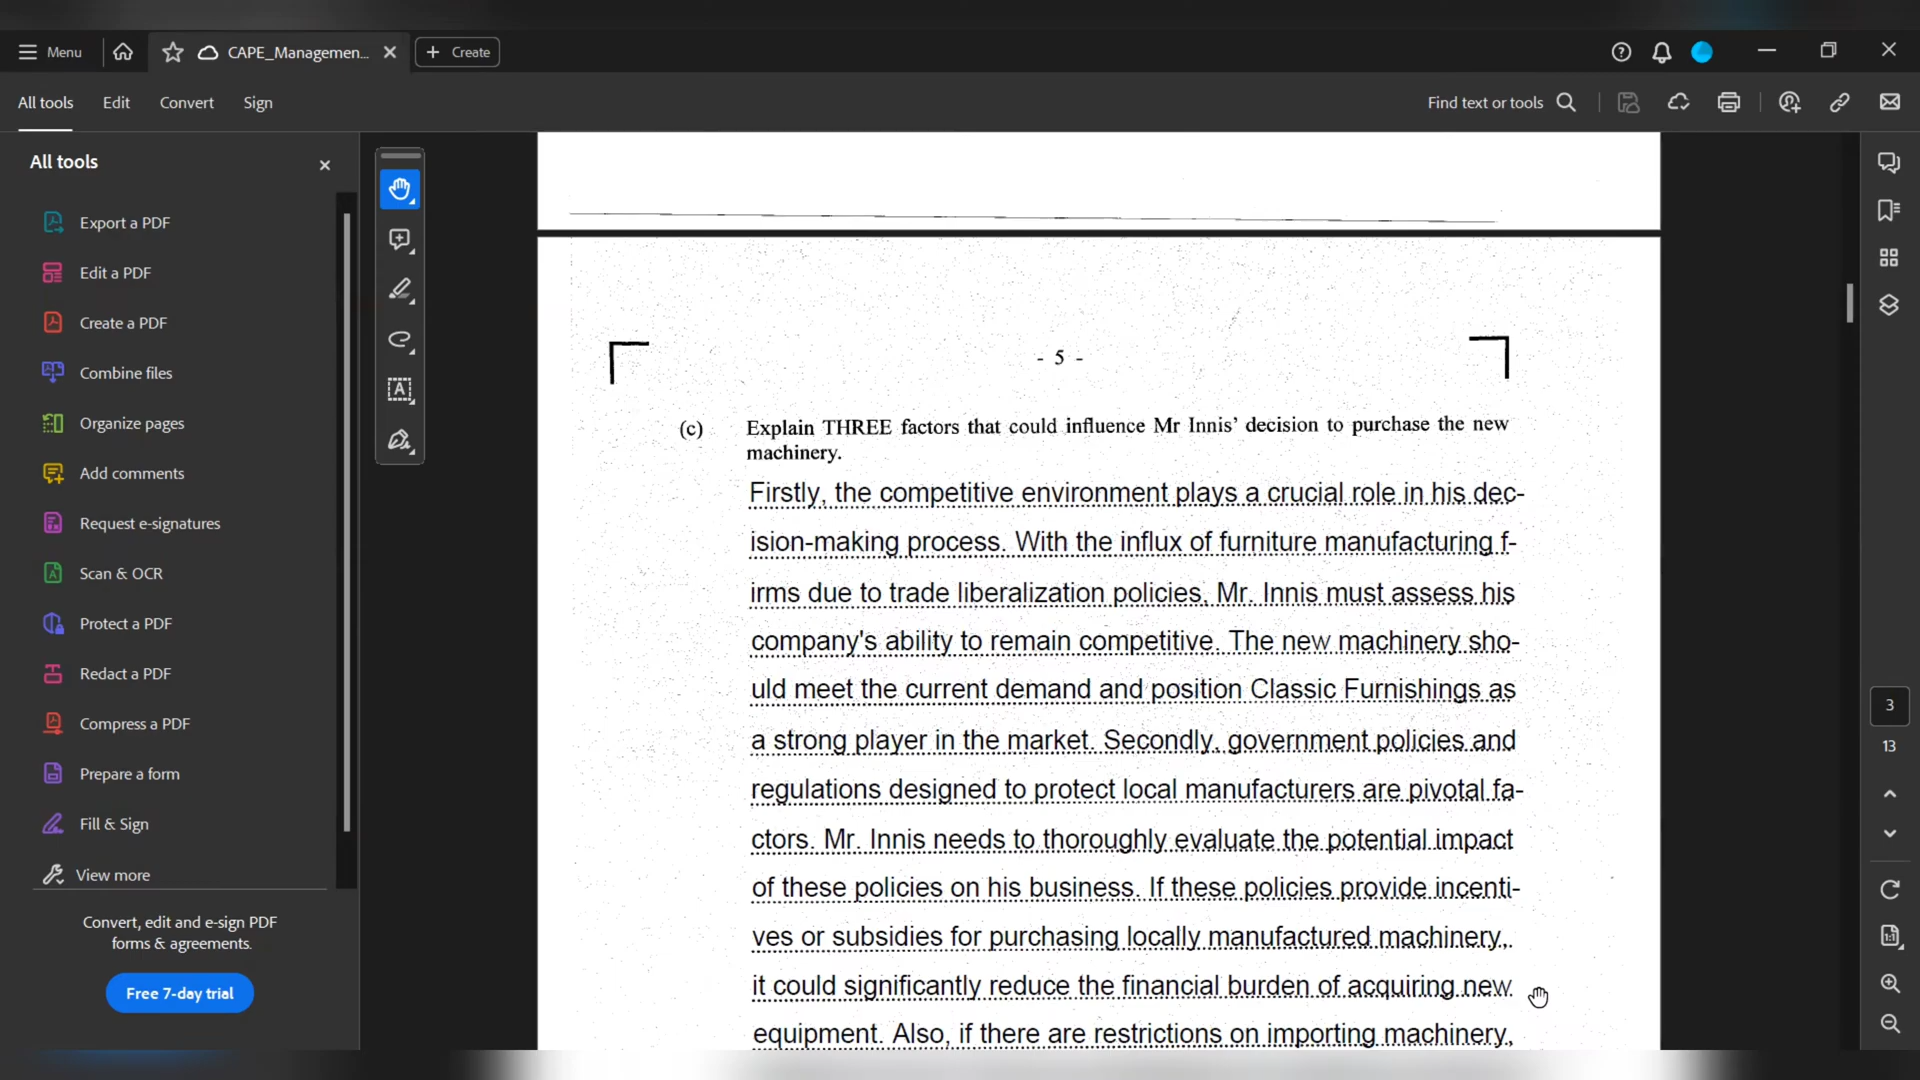 Menu
CAPE_Managemen...
Create
All tools
Edit
Convert
Sign
Find text or tools
All tools
Export a PDF
Edit a PDF
Create a PDF
Combine files
Organize pages
Add comments
Request e-signatures
Scan & OCR
Protect a PDF
Redact a PDF
Compress a PDF
Prepare a form
Fill & Sign
View more
Convert, edit and e-sign PDF
forms & agreements.
Free 7-day trial
- 5 -
(c) Explain THREE factors that could influence Mr Innis' decision to purchase the new
machinery.
Firstly, the competitive environment plays a crucial role in his dec-
ision-making process. With the influx of furniture manufacturing f-
irms due to trade liberalization policies, Mr. Innis must assess his
company's ability to remain competitive. The new machinery sho-
uld meet the current demand and position Classic Furnishings as
a strong player in the market. Secondly, government policies and
regulations designed to protect local manufacturers are pivotal fa-
ctors. Mr. Innis needs to thoroughly evaluate the potential impact
of these policies on his business. If these policies provide incenti-
ves or subsidies for purchasing locally manufactured machinery,
it could significantly reduce the financial burden of acquiring new
equipment. Also, if there are restrictions on importing machinery,
3
13
1:1